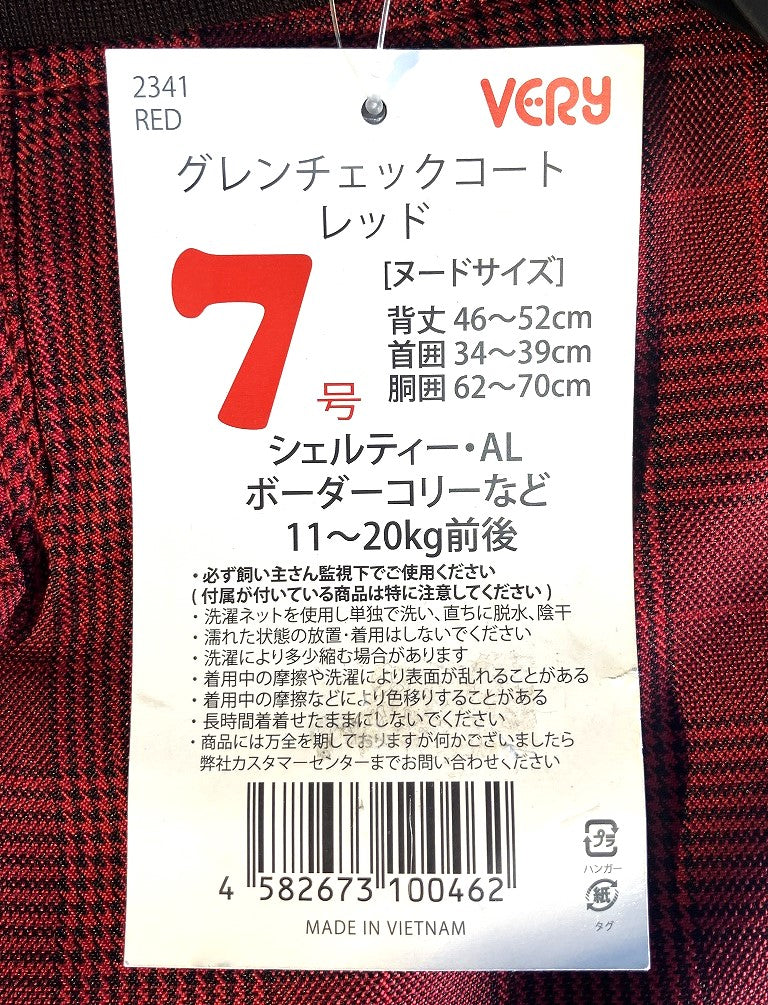 2341
RED
VERY
グレンチェックコート
レッド
7号
[ヌードサイズ]
背丈 46〜52cm
首囲 34〜39cm
胴囲 62〜70cm
シェルティー・AL
ボーダーコリーなど
11〜20kg前後
・必ず飼い主さん監視下でご使用ください
(付属が付いている商品は特に注意してください)
・洗濯ネットを使用し単独で洗い、直ちに脱水、陰干
・濡れた状態の放置・着用はしないでください
・洗濯により多少縮む場合があります
・着用中の摩擦や洗濯により表面が乱れることがある
・着用中の摩擦などにより色移りすることがある
・長時間着着せたままにしないでください
・商品には万全を期しておりますが何かございましたら
弊社カスタマーセンターまでお問い合わせください
4 582673 100462
MADE IN VIETNAM
プラ
ハンガー
紙
タグ